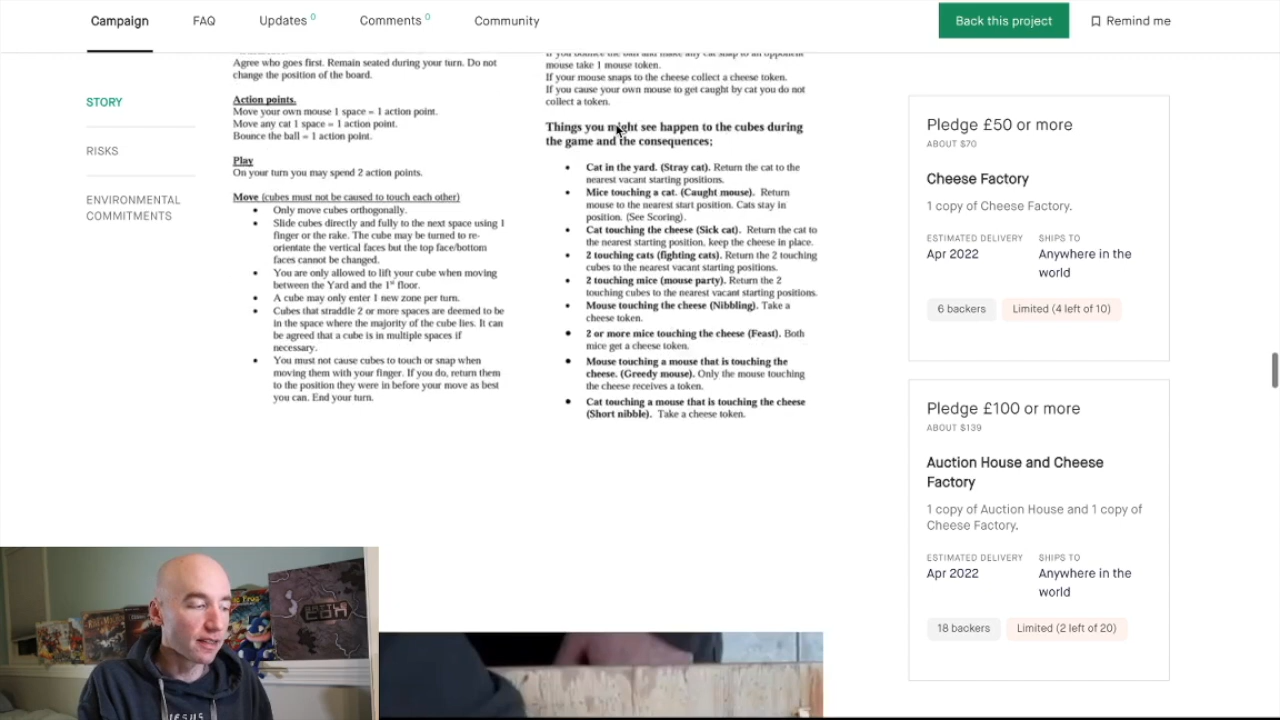 Campaign
FAQ
Updates 0
Comments 0
Community
Back this project
Remind me
STORY
RISKS
ENVIRONMENTAL
COMMITMENTS
Agree who goes first. Remain seated during your turn. Do not
change the position of the board.
Action points.
Move your own mouse 1 space = 1 action point.
Move any cat 1 space = 1 action point.
Bounce the ball = 1 action point.
Play
On your turn you may spend 2 action points.
Move (cubes must not be caused to touch each other)
• Only move cubes orthogonally.
• Slide cubes directly and fully to the next space using 1
finger or the rake. The cube may be turned to re-
orientate the vertical faces but the top face/bottom
faces cannot be changed.
• You are only allowed to lift your cube when moving
between the Yard and the 1st floor.
• A cube may only enter 1 new zone per turn.
• Cubes that straddle 2 or more spaces are deemed to be
in the space where the majority of the cube lies. It can
be agreed that a cube is in multiple spaces if
necessary.
• You must not cause cubes to touch or snap when
moving them with your finger. If you do, return them
to the position they were in before your move as best
you can. End your turn.
If you bounce the ball and make any cat snap to an opponent
mouse take 1 mouse token.
If your mouse snaps to the cheese collect a cheese token.
If you cause your own mouse to get caught by cat you do not
collect a token.
Things you might see happen to the cubes during
the game and the consequences;
• Cat in the yard. (Stray cat). Return the cat to the
nearest vacant starting positions.
• Mice touching a cat. (Caught mouse). Return
mouse to the nearest start position. Cats stay in
position. (See Scoring).
• Cat touching the cheese (Sick cat). Return the cat to
the nearest starting position, keep the cheese in place.
• 2 touching cats (fighting cats). Return the 2 touching
cubes to the nearest vacant starting positions.
• 2 touching mice (mouse party). Return the 2
touching cubes to the nearest vacant starting positions.
• Mouse touching the cheese (Nibbling). Take a
cheese token.
• 2 or more mice touching the cheese (Feast). Both
mice get a cheese token.
• Mouse touching a mouse that is touching the
cheese. (Greedy mouse). Only the mouse touching
the cheese receives a token.
• Cat touching a mouse that is touching the cheese
(Short nibble). Take a cheese token.
Pledge £50 or more
ABOUT $70
Cheese Factory
1 copy of Cheese Factory.
ESTIMATED DELIVERY
Apr 2022
SHIPS TO
Anywhere in the
world
6 backers
Limited (4 left of 10)
Pledge £100 or more
ABOUT $139
Auction House and Cheese
Factory
1 copy of Auction House and 1 copy of
Cheese Factory.
ESTIMATED DELIVERY
Apr 2022
SHIPS TO
Anywhere in the
world
18 backers
Limited (2 left of 20)
JESUS